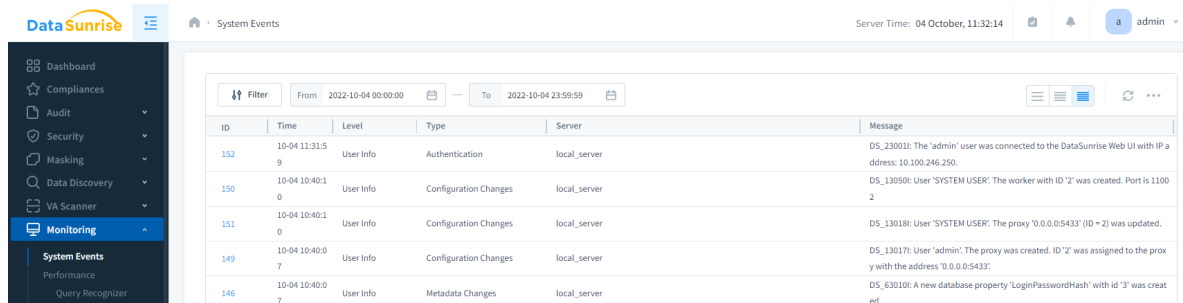 DataSunrise
System Events
Server Time: 04 October, 11:32:14
a admin
Dashboard
Compliances
Audit
Security
Masking
Data Discovery
VA Scanner
Monitoring
System Events
Performance
Query Recognizer
Filter From 2022-10-04 00:00:00 — To 2022-10-04 23:59:59
ID Time Level Type Server Message
152 10-04 11:31:5 User Info Authentication local_server DS_23001I: The 'admin' user was connected to the DataSunrise Web UI with IP a
9 ddress: 10.100.246.250.
150 10-04 10:40:1 User Info Configuration Changes local_server DS_13050I: User 'SYSTEM USER'. The worker with ID '2' was created. Port is 1100
0 2
151 10-04 10:40:1 User Info Configuration Changes local_server DS_13018I: User 'SYSTEM USER'. The proxy '0.0.0.0:5433' (ID = 2) was updated.
0
149 10-04 10:40:0 User Info Configuration Changes local_server DS_13017I: User 'admin'. The proxy was created. ID '2' was assigned to the prox
7 y with the address '0.0.0.0:5433'.
146 10-04 10:40:0 User Info Metadata Changes local_server DS_63010I: A new database property 'LoginPasswordHash' with id '3' was creat
7 ed.